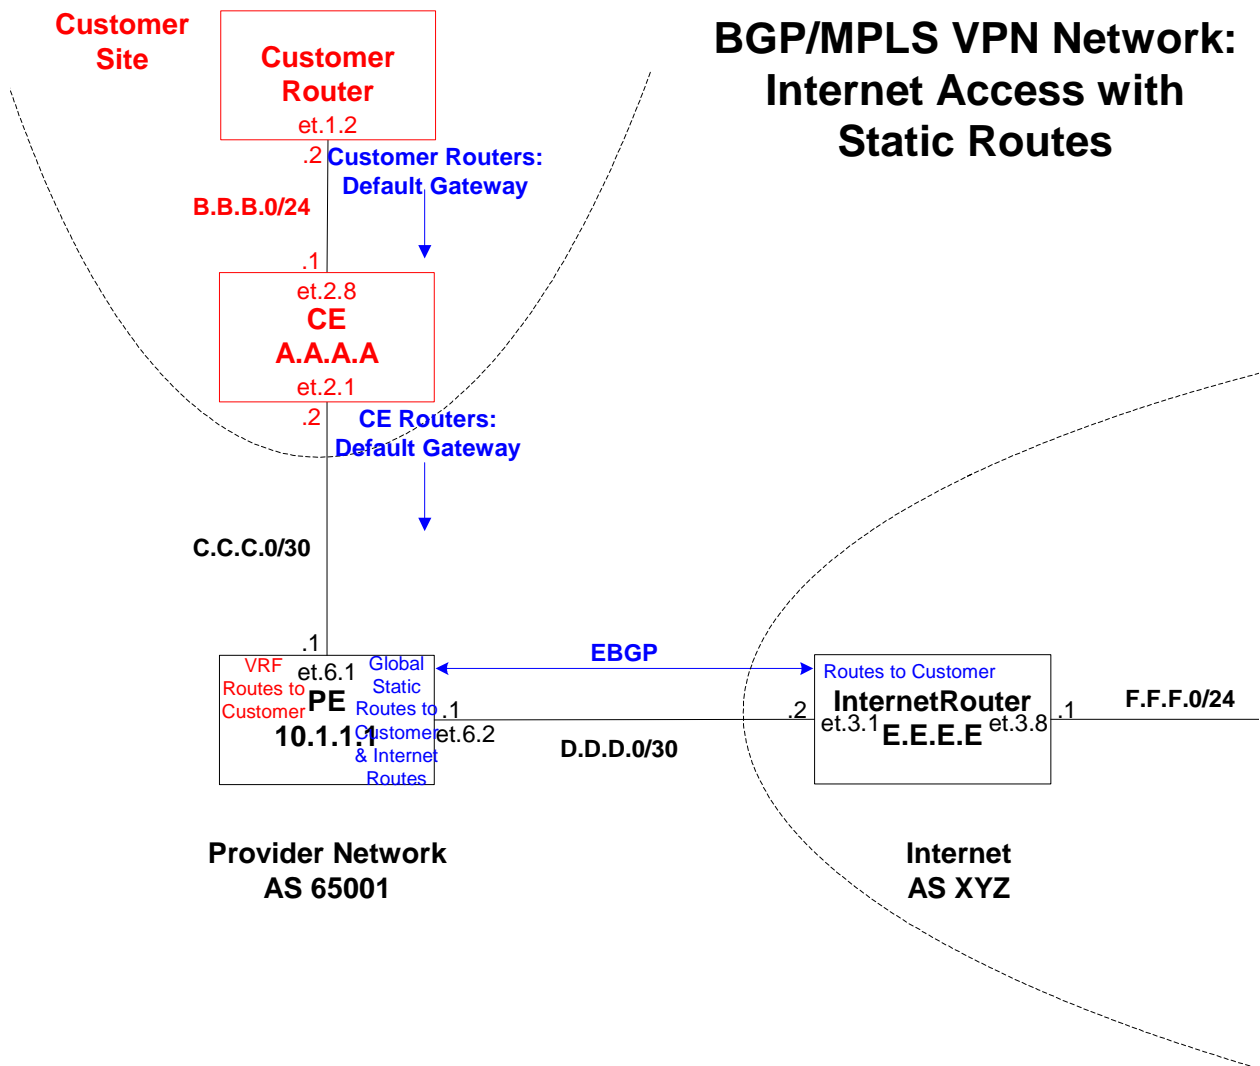 BGP/MPLS VPN Network:
Internet Access with
Static Routes
Customer
Site
Customer
Router
et.1.2
.2
Customer Routers:
Default Gateway
B.B.B.0/24
.1
et.2.8
CE
A.A.A.A
et.2.1
.2
CE Routers:
Default Gateway
C.C.C.0/30
.1
VRF
Routes to
Customer
et.6.1
PE
10.1.1.1
Global
Static
Routes to
Customer
& Internet
Routes
.1
et.6.2
EBGP
D.D.D.0/30
.2
Routes to Customer
InternetRouter
E.E.E.E
et.3.1
et.3.8
.1
F.F.F.0/24
Provider Network
AS 65001
Internet
AS XYZ